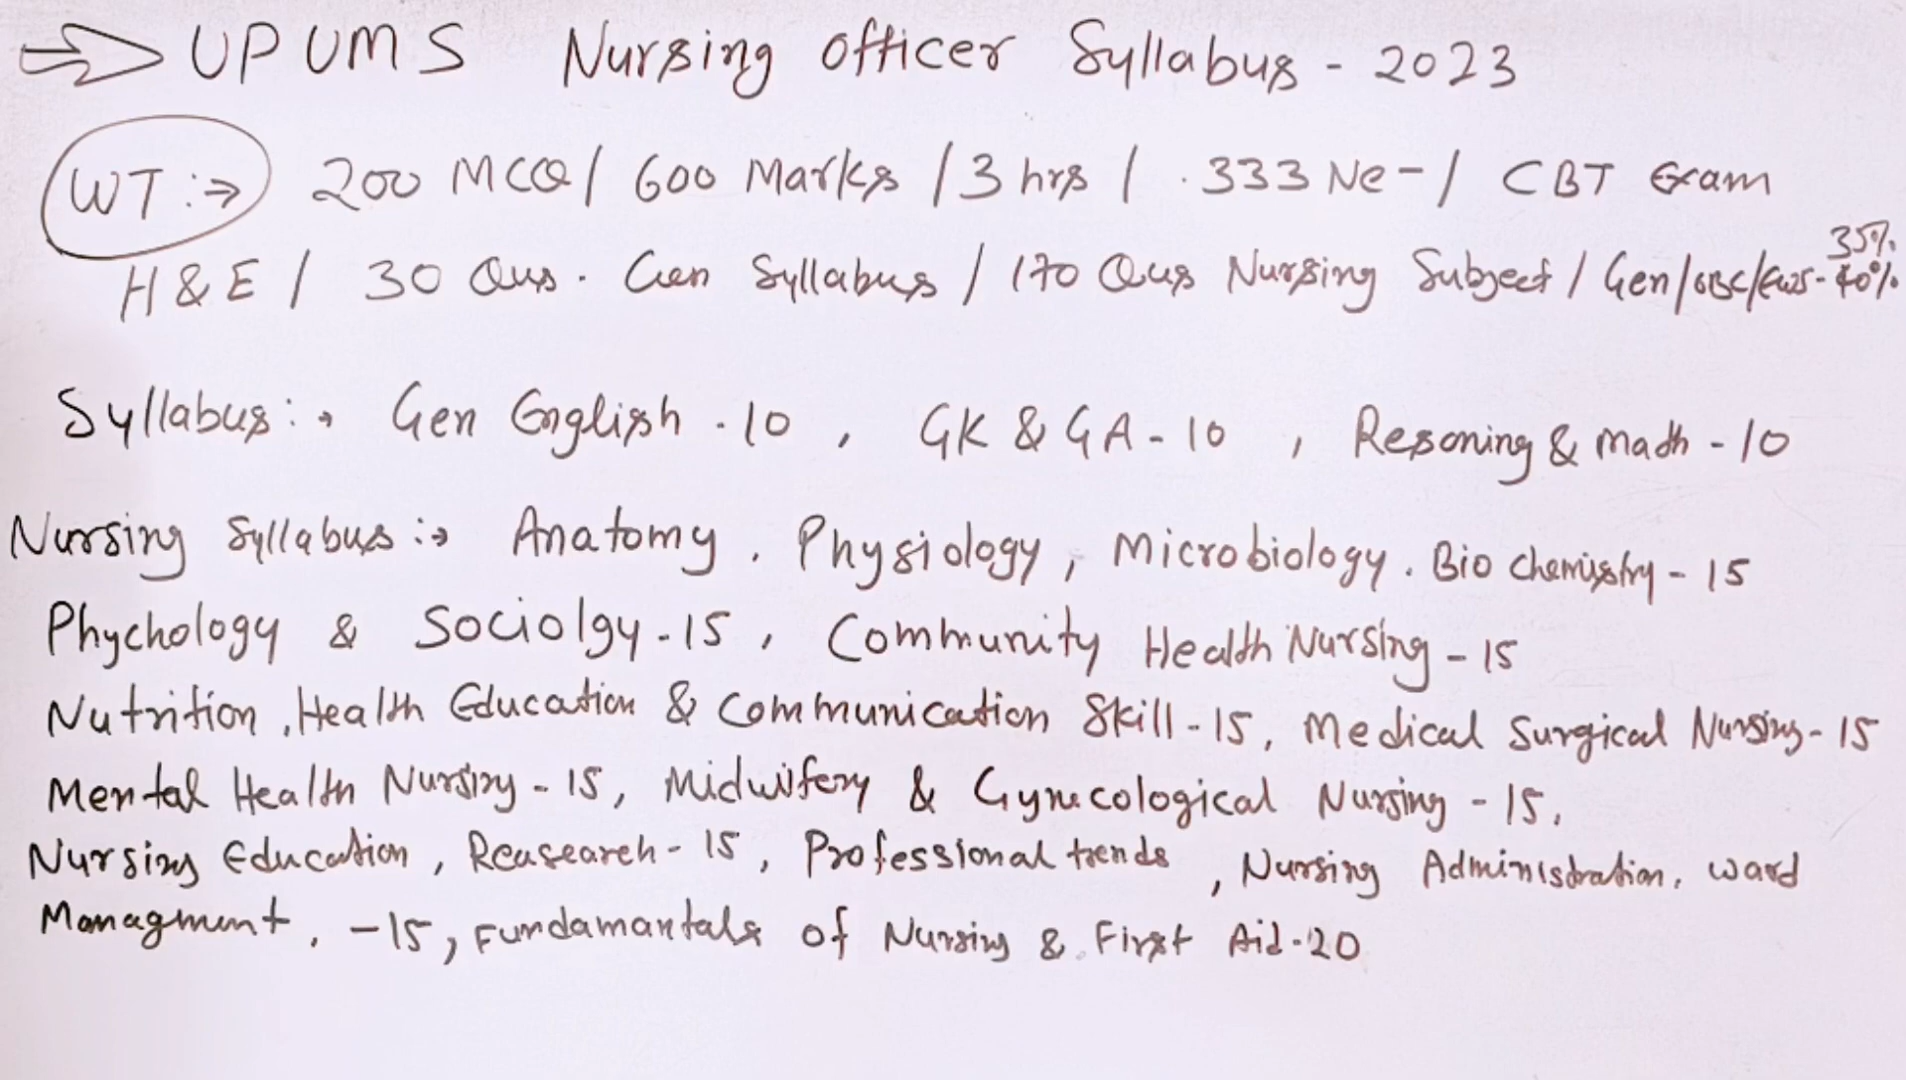 ⇒ UPUMS Nursing officer Syllabus - 2023
WT :→ 200 MCQ / 600 Marks / 3 hrs / .333 Ne - / CBT Exam
35%
H & E / 30 Qus. Gen Syllabus / 170 Qus Nursing Subject / Gen/OBC/EWS - 40%
Syllabus :→ Gen English - 10 , GK & GA - 10 , Resoning & Math - 10
Nursing Syllabus :→ Anatomy , Physiology , Microbiology . Bio Chemistry - 15
Phychology & Sociolgy - 15 , Community Health Nursing - 15
Nutrition , Health Education & Communication Skill - 15 , Medical Surgical Nursing - 15
Mental Health Nursing - 15 , Midwifery & Gynecological Nursing - 15 ,
Nursing Education , Reasearch - 15 , Professional trends , Nursing Administration , ward
Managment , - 15 , Fundamantals of Nursing & First Aid - 20